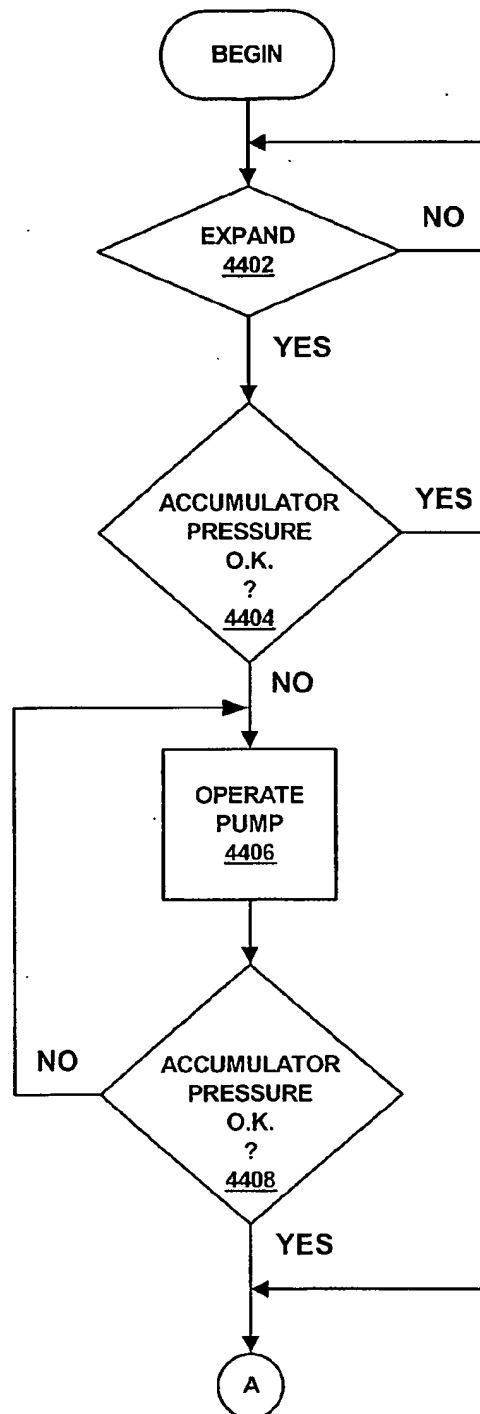 BEGIN
EXPAND
4402
NO
YES
ACCUMULATOR
PRESSURE
O.K.
?
4404
YES
NO
OPERATE
PUMP
4406
ACCUMULATOR
PRESSURE
O.K.
?
4408
NO
YES
A